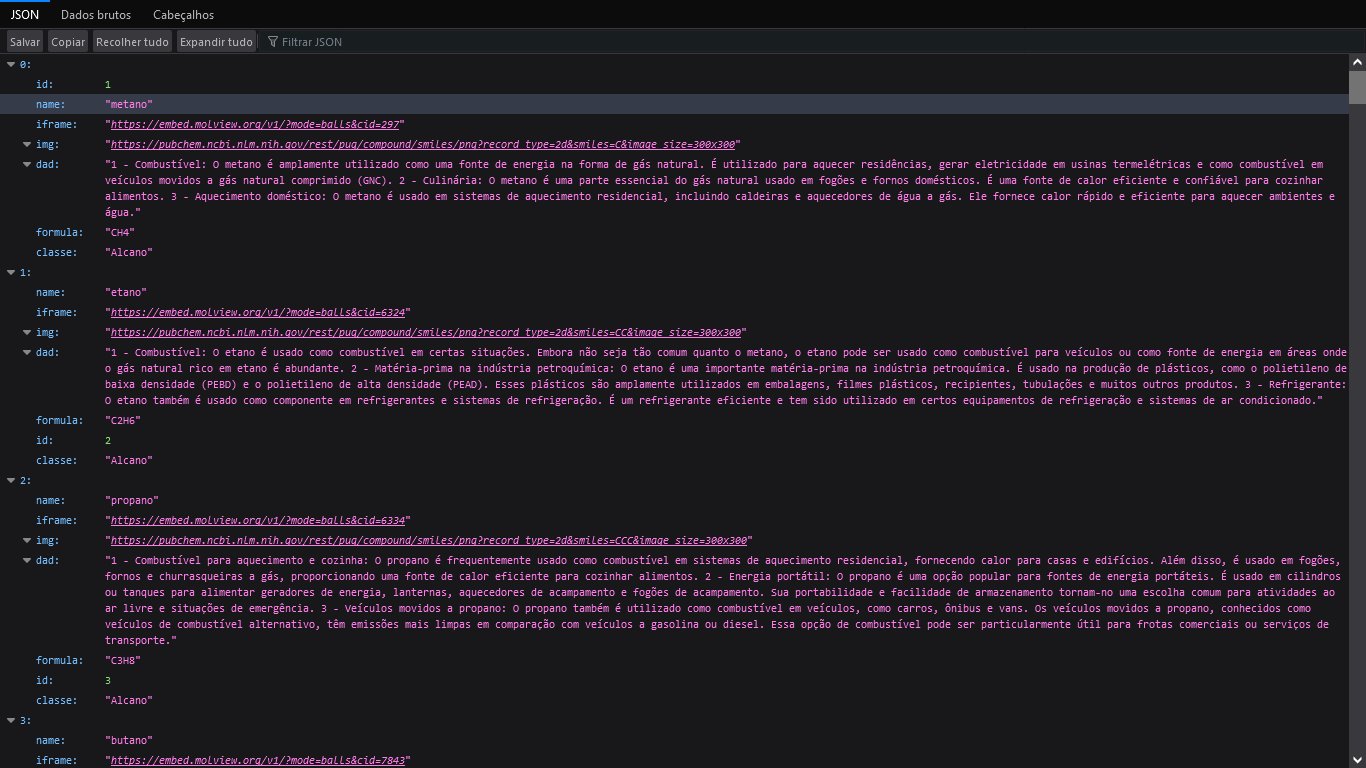 JSON Dados brutos Cabeçalhos
Salvar Copiar Recolher tudo Expandir tudo Filtrar JSON
0:
id: 1
name: "metano"
iframe: "https://embed.molview.org/v1/?mode=balls&cid=297"
img: "https://pubchem.ncbi.nlm.nih.gov/rest/pug/compound/smiles/png?record_type=2d&smiles=C&image_size=300x300"
dad: "1 - Combustível: O metano é amplamente utilizado como uma fonte de energia na forma de gás natural. É utilizado para aquecer residências, gerar eletricidade em usinas termelétricas e como combustível em
veículos movidos a gás natural comprimido (GNC). 2 - Culinária: O metano é uma parte essencial do gás natural usado em fogões e fornos domésticos. É uma fonte de calor eficiente e confiável para cozinhar
alimentos. 3 - Aquecimento doméstico: O metano é usado em sistemas de aquecimento residencial, incluindo caldeiras e aquecedores de água a gás. Ele fornece calor rápido e eficiente para aquecer ambientes e
água."
formula: "CH4"
classe: "Alcano"
1:
name: "etano"
iframe: "https://embed.molview.org/v1/?mode=balls&cid=6324"
img: "https://pubchem.ncbi.nlm.nih.gov/rest/pug/compound/smiles/png?record_type=2d&smiles=CC&image_size=300x300"
dad: "1 - Combustível: O etano é usado como combustível em certas situações. Embora não seja tão comum quanto o metano, o etano pode ser usado como combustível para veículos ou como fonte de energia em áreas onde
o gás natural rico em etano é abundante. 2 - Matéria-prima na indústria petroquímica: O etano é uma importante matéria-prima na indústria petroquímica. É usado na produção de plásticos, como o polietileno de
baixa densidade (PEBD) e o polietileno de alta densidade (PEAD). Esses plásticos são amplamente utilizados em embalagens, filmes plásticos, recipientes, tubulações e muitos outros produtos. 3 - Refrigerante:
O etano também é usado como componente em refrigerantes e sistemas de refrigeração. É um refrigerante eficiente e tem sido utilizado em certos equipamentos de refrigeração e sistemas de ar condicionado."
formula: "C2H6"
id: 2
classe: "Alcano"
2:
name: "propano"
iframe: "https://embed.molview.org/v1/?mode=balls&cid=6334"
img: "https://pubchem.ncbi.nlm.nih.gov/rest/pug/compound/smiles/png?record_type=2d&smiles=CCC&image_size=300x300"
dad: "1 - Combustível para aquecimento e cozinha: O propano é frequentemente usado como combustível em sistemas de aquecimento residencial, fornecendo calor para casas e edifícios. Além disso, é usado em fogões,
fornos e churrasqueiras a gás, proporcionando uma fonte de calor eficiente para cozinhar alimentos. 2 - Energia portátil: O propano é uma opção popular para fontes de energia portáteis. É usado em cilindros
ou tanques para alimentar geradores de energia, lanternas, aquecedores de acampamento e fogões de acampamento. Sua portabilidade e facilidade de armazenamento tornam-no uma escolha comum para atividades ao
ar livre e situações de emergência. 3 - Veículos movidos a propano: O propano também é utilizado como combustível em veículos, como carros, ônibus e vans. Os veículos movidos a propano, conhecidos como
veículos de combustível alternativo, têm emissões mais limpas em comparação com veículos a gasolina ou diesel. Essa opção de combustível pode ser particularmente útil para frotas comerciais ou serviços de
transporte."
formula: "C3H8"
id: 3
classe: "Alcano"
3:
name: "butano"
iframe: "https://embed.molview.org/v1/?mode=balls&cid=7843"